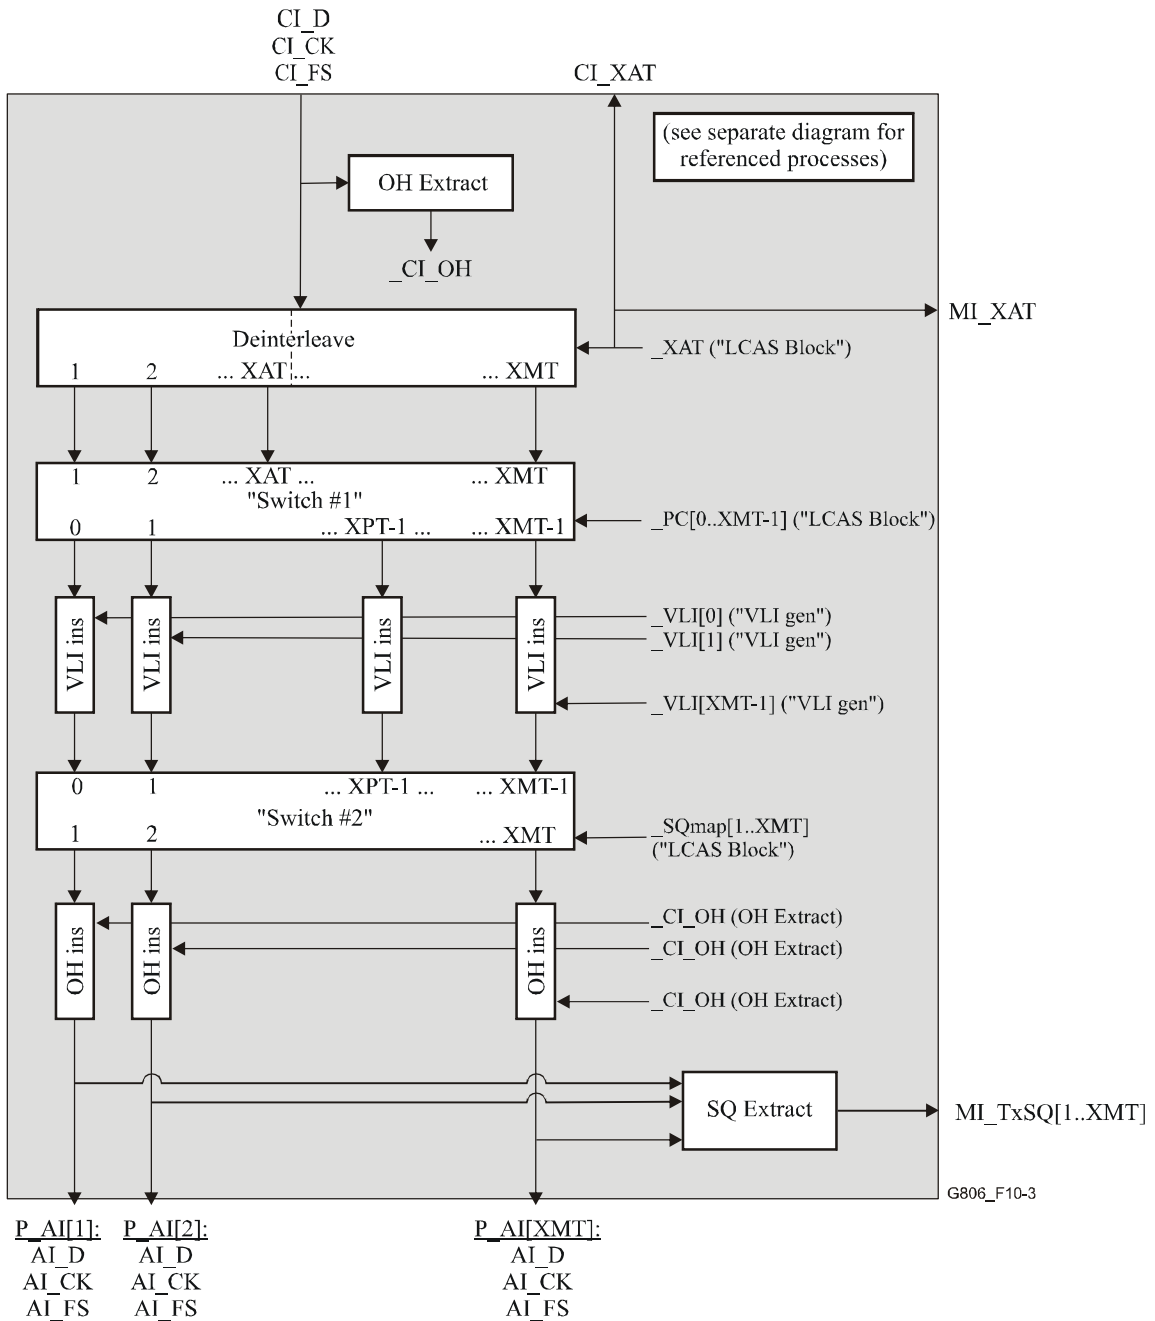 CI_D
CI_CK
CI_FS
CI_XAT
(see separate diagram for
referenced processes)
OH Extract
_CI_OH
MI_XAT
Deinterleave
_XAT ("LCAS Block")
1 2 ... XAT ... ... XMT
1 2 ... XAT ... ... XMT
"Switch #1"
_PC[0..XMT-1] ("LCAS Block")
0 1 ... XPT-1 ... ... XMT-1
VLI ins
VLI ins
VLI ins
VLI ins
_VLI[0] ("VLI gen")
_VLI[1] ("VLI gen")
_VLI[XMT-1] ("VLI gen")
0 1 ... XPT-1 ... ... XMT-1
"Switch #2"
1 2 ... XMT
_SQmap[1..XMT]
("LCAS Block")
OH ins
OH ins
OH ins
_CI_OH (OH Extract)
_CI_OH (OH Extract)
_CI_OH (OH Extract)
SQ Extract
MI_TxSQ[1..XMT]
G806_F10-3
P_AI[1]:
AI_D
AI_CK
AI_FS
P_AI[2]:
AI_D
AI_CK
AI_FS
P_AI[XMT]:
AI_D
AI_CK
AI_FS